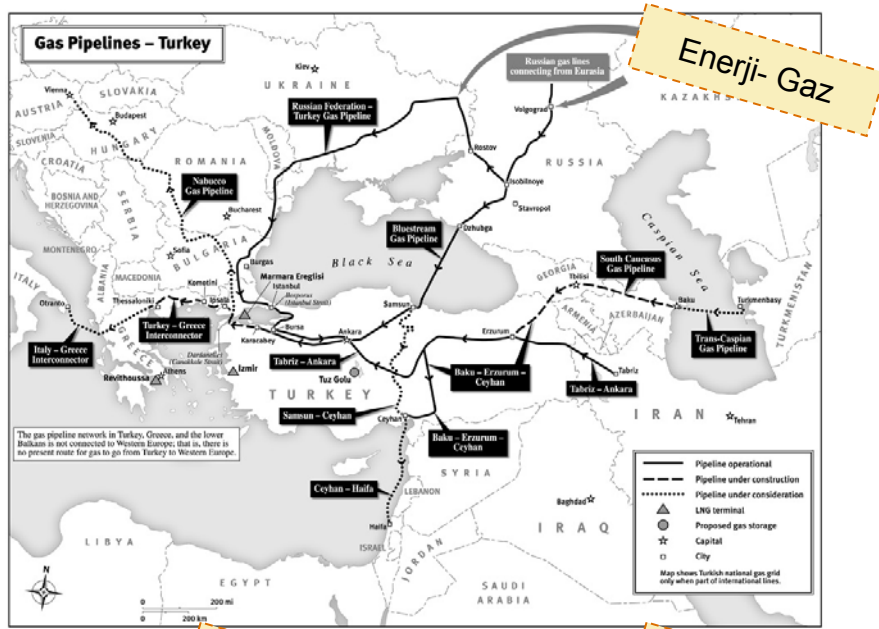 Gas Pipelines – Turkey
Enerji- Gaz
Russian gas lines
connecting from Eurasia
Kiev
UKRAINE
Vienna
SLOVAKIA
AUSTRIA
Budapest
HUNGARY
SLOVENIA
CROATIA
BOSNIA AND
HERZEGOVINA
SERBIA
ROMANIA
MOLDOVA
Russian Federation –
Turkey Gas Pipeline
Volgograd
KAZAKHS
Rostov
RUSSIA
Isobilnoye
Stavropol
Nabucco
Gas Pipeline
Bucharest
Dzhubga
Bluestream
Gas Pipeline
Black Sea
Caspian Sea
MONTENEGRO
Sofia
BULGARIA
Burgas
ITALY
ALBANIA
MACEDONIA
Komotini
Marmara Ereglisi
Istanbul
Bosporus
(Istanbul Strait)
GEORGIA
Tbilisi
South Caucasus
Gas Pipeline
Otranto
Thessaloniki
Ipsala
Samsun
ARMENIA
AZERBAIJAN
Baku
Turkmenbasy
TURKMENISTAN
Turkey – Greece
Interconnector
Karacabey
Bursa
Ankara
Erzurum
Trans-Caspian
Gas Pipeline
Italy – Greece
Interconnector
GREECE
Dardanelles
(Canakkale Strait)
Tabriz – Ankara
Baku – Erzurum –
Ceyhan
Tabriz – Ankara
Tabriz
Revithoussa
Athens
Izmir
Tuz Golu
TURKEY
Samsun – Ceyhan
Ceyhan
IRAN
Tehran
The gas pipeline network in Turkey, Greece, and the lower
Balkans is not connected to Western Europe; that is, there is
no present route for gas to go from Turkey to Western Europe.
Baku – Erzurum –
Ceyhan
SYRIA
Ceyhan – Haifa
LEBANON
Haifa
ISRAEL
JORDAN
Baghdad
IRAQ
LIBYA
EGYPT
SAUDI
ARABIA
Pipeline operational
Pipeline under construction
Pipeline under consideration
LNG terminal
Proposed gas storage
Capital
City
Map shows Turkish national gas grid
only when part of international lines.
N
0 200 mi
0 200 km